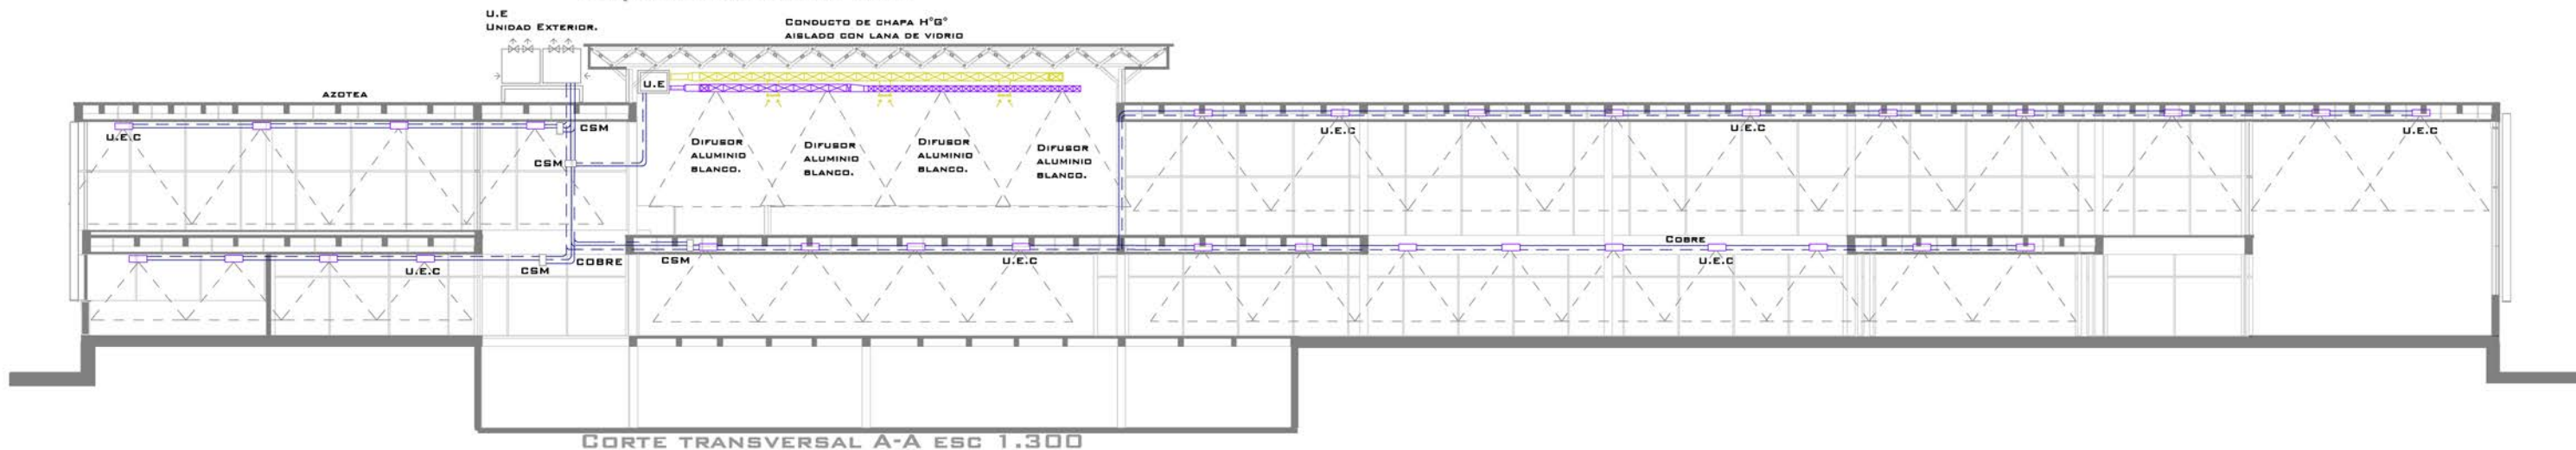 U.E
UNIDAD EXTERIOR.
CONDUCTO DE CHAPA H°G°
AISLADO CON LANA DE VIDRIO
AZOTEA
U.E
U.E.C
CSM
CSM
DIFUSOR
ALUMINIO
BLANCO.
DIFUSOR
ALUMINIO
BLANCO.
DIFUSOR
ALUMINIO
BLANCO.
DIFUSOR
ALUMINIO
BLANCO.
U.E.C
U.E.C
U.E.C
U.E.C
CSM
COBRE
CSM
U.E.C
COBRE
U.E.C
CORTE TRANSVERSAL A-A ESC 1.300